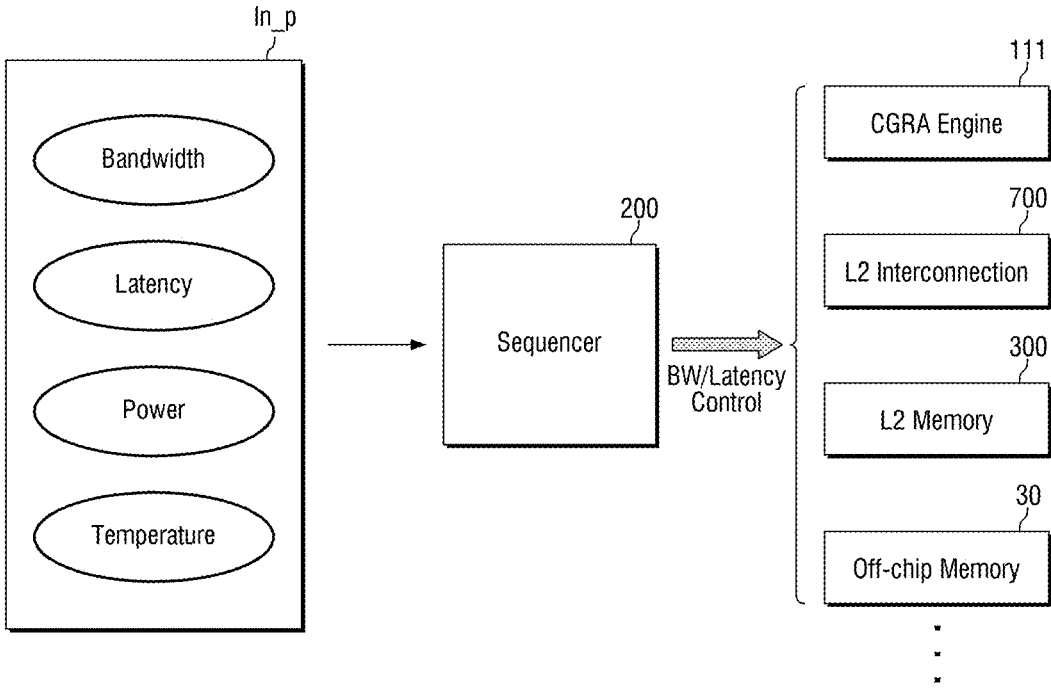 In_p
Bandwidth
Latency
Power
Temperature
200
Sequencer
BW/Latency
Control
111
CGRA Engine
700
L2 Interconnection
300
L2 Memory
30
Off-chip Memory